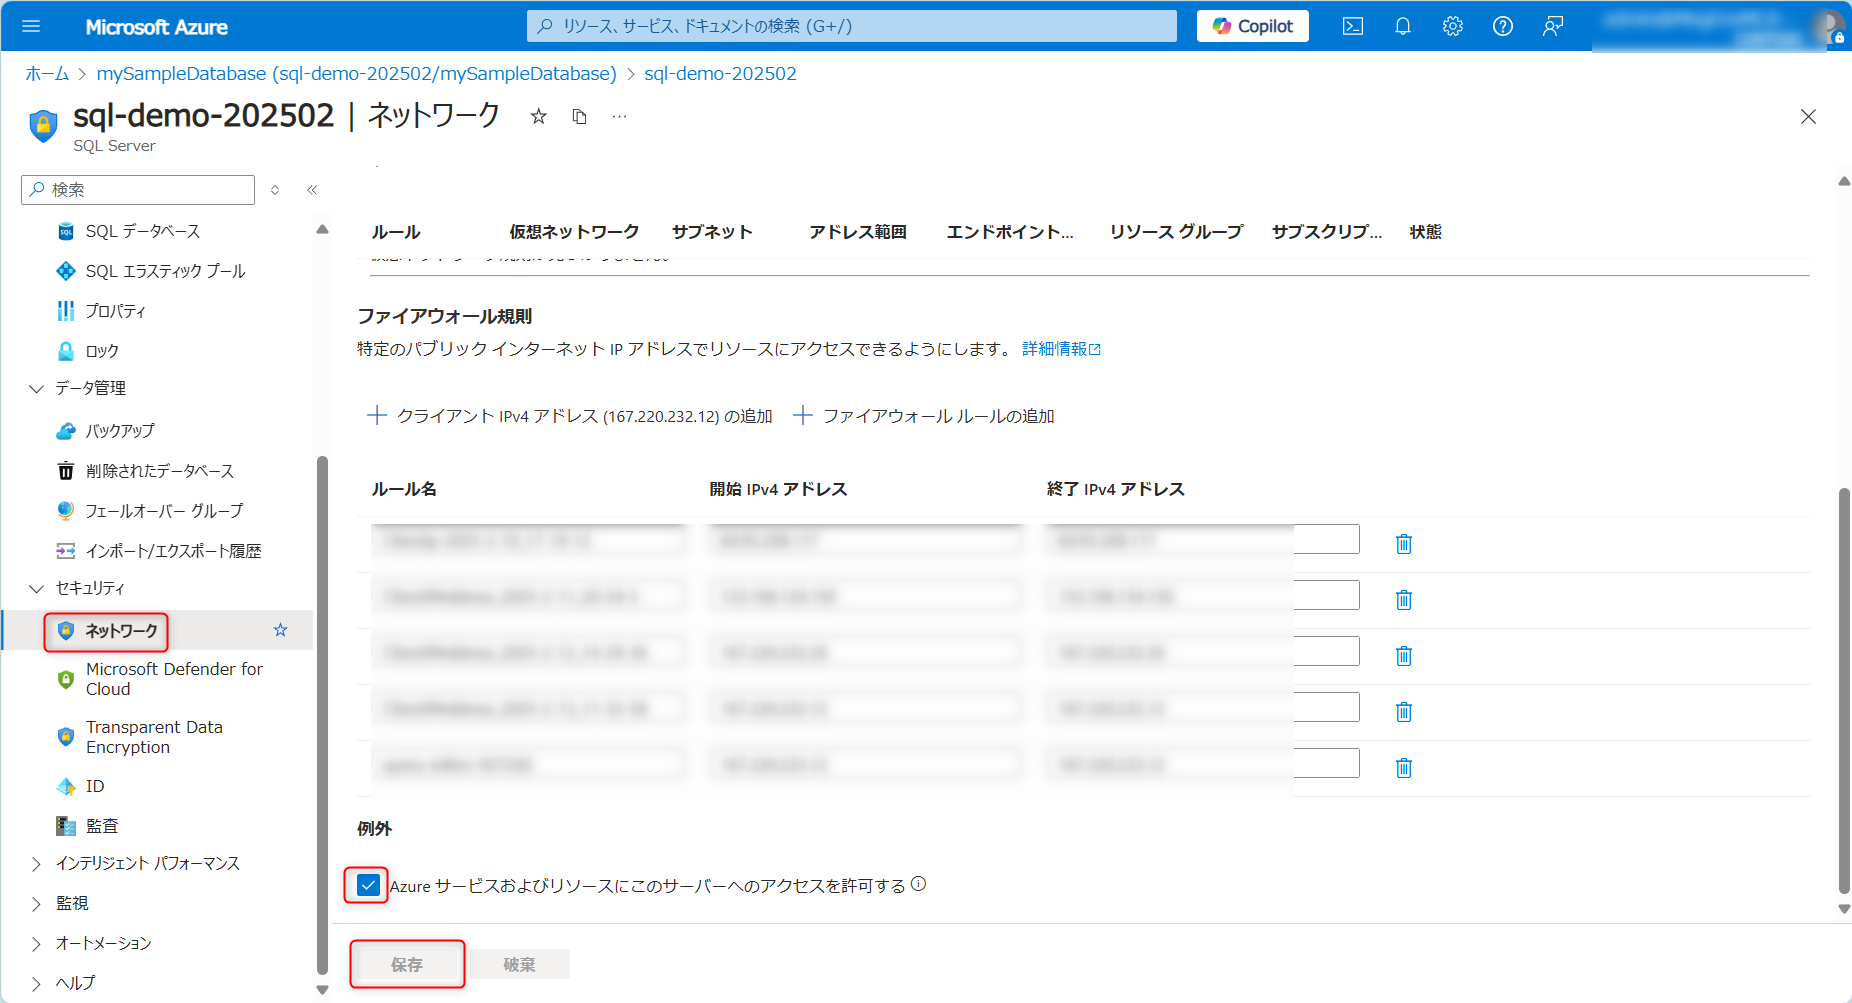 Microsoft Azure
リソース、サービス、ドキュメントの検索 (G+/)
Copilot
ホーム > mySampleDatabase (sql-demo-202502/mySampleDatabase) > sql-demo-202502
sql-demo-202502 | ネットワーク
SQL Server
検索
SQL データベース
SQL エラスティック プール
プロパティ
ロック
データ管理
バックアップ
削除されたデータベース
フェールオーバー グループ
インポート/エクスポート履歴
セキュリティ
ネットワーク
Microsoft Defender for
Cloud
Transparent Data
Encryption
ID
監査
インテリジェント パフォーマンス
監視
オートメーション
ヘルプ
ルール 仮想ネットワーク サブネット アドレス範囲 エンドポイント... リソース グループ サブスクリプ... 状態
ファイアウォール規則
特定のパブリック インターネット IP アドレスでリソースにアクセスできるようにします。 詳細情報
クライアント IPv4 アドレス (167.220.232.12) の追加 ファイアウォール ルールの追加
ルール名 開始 IPv4 アドレス 終了 IPv4 アドレス
例外
Azure サービスおよびリソースにこのサーバーへのアクセスを許可する
保存 破棄